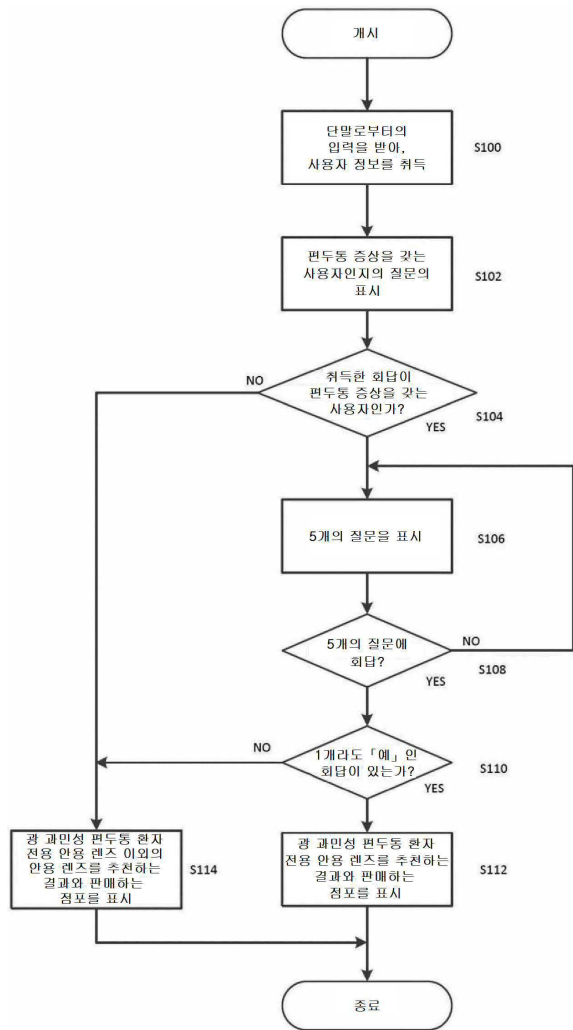 개시
단말로부터의
입력을 받아,
사용자 정보를 취득
S100
편두통 증상을 갖는
사용자인지의 질문의
표시
S102
NO
취득한 회답이
편두통 증상을 갖는
사용자인가?
YES
S104
5개의 질문을 표시
S106
5개의 질문에
회답?
NO
YES
S108
NO
1개라도「예」인
회답이 있는가?
YES
S110
광 과민성 편두통 환자
전용 안용 렌즈 이외의
안용 렌즈를 추천하는
결과와 판매하는
점포를 표시
S114
광 과민성 편두통 환자
전용 안용 렌즈를 추천하는
결과와 판매하는
점포를 표시
S112
종료